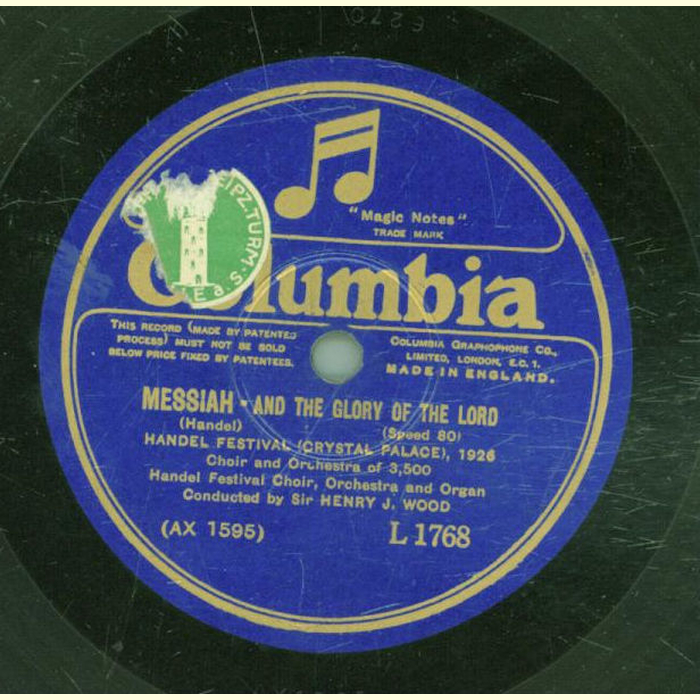 "Magic Notes"
TRADE MARK
Columbia
EIPZ.TURM.S.
E a.
THIS RECORD (MADE BY PATENTED
PROCESS) MUST NOT BE SOLD
BELOW PRICE FIXED BY PATENTEES.
COLUMBIA GRAPHOPHONE CO.,
LIMITED, LONDON, E.C. 1.
MADE IN ENGLAND.
MESSIAH - AND THE GLORY OF THE LORD
(Handel) (Speed 80)
HANDEL FESTIVAL (CRYSTAL PALACE), 1926
Choir and Orchestra of 3,500
Handel Festival Choir, Orchestra and Organ
Conducted by Sir HENRY J. WOOD
(AX 1595) L 1768